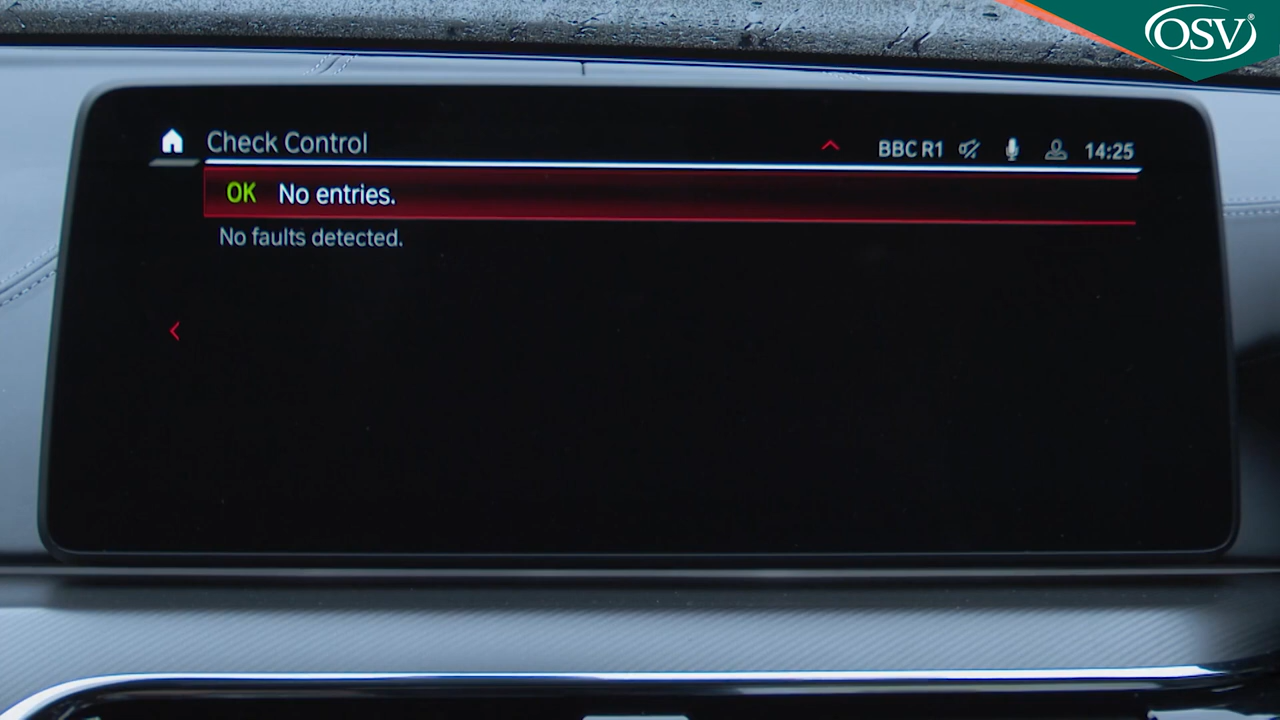 OSV®
Check Control
BBC R1
14:25
OK No entries.
No faults detected.